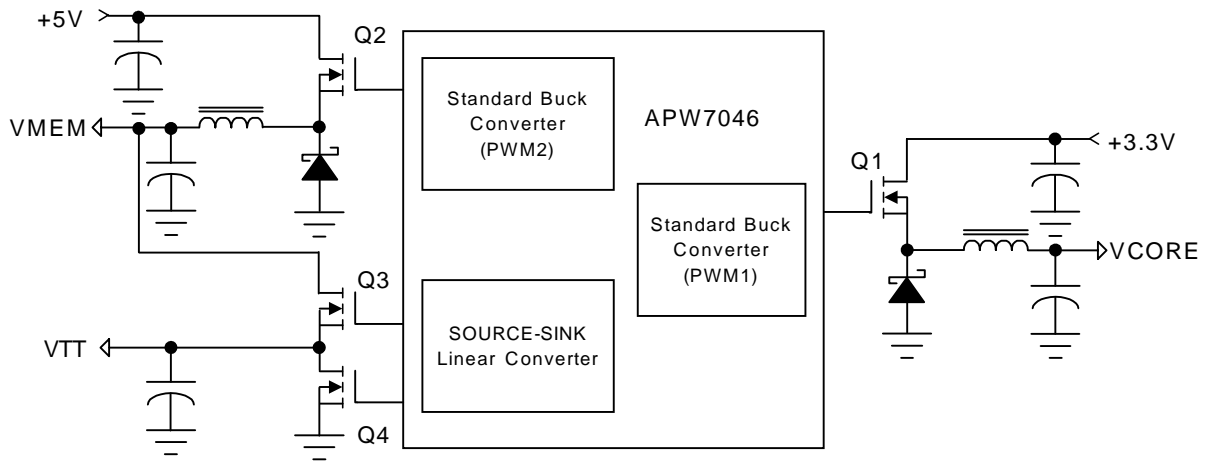 +5V
Q2
VMEM
Standard Buck
Converter
(PWM2)
APW7046
Q1
+3.3V
Standard Buck
Converter
(PWM1)
VCORE
Q3
VTT
SOURCE-SINK
Linear Converter
Q4